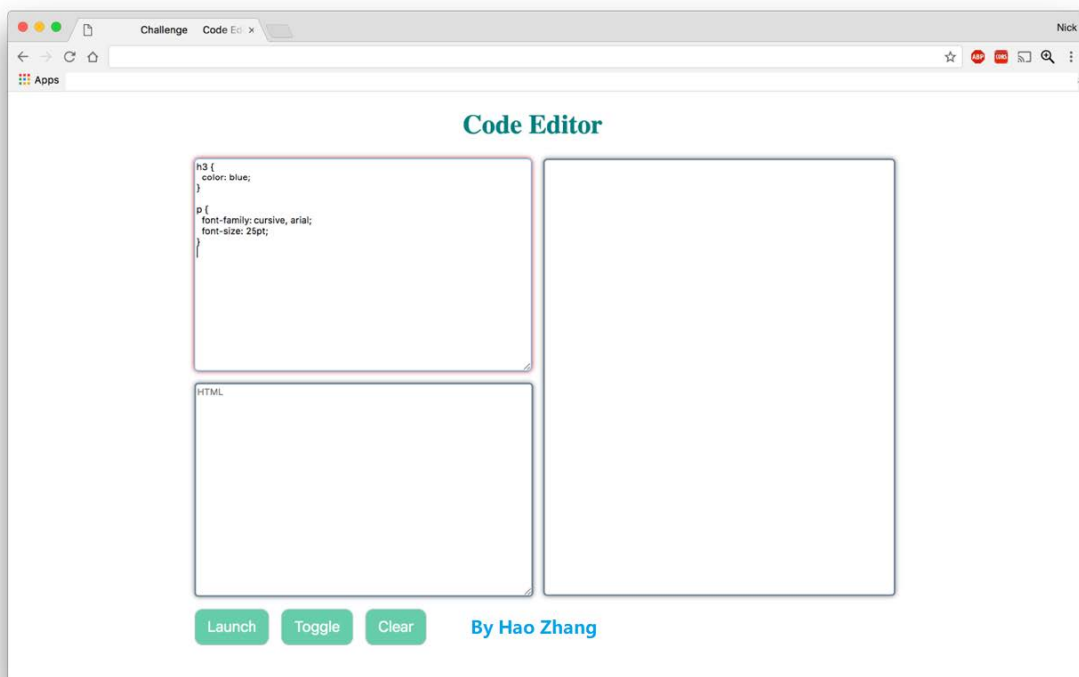 Challenge Code Ed
Nick
ABP
Apps
Code Editor
h3 {
color: blue;
}
p {
font-family: cursive, arial;
font-size: 25pt;
}
HTML
Launch Toggle Clear By Hao Zhang